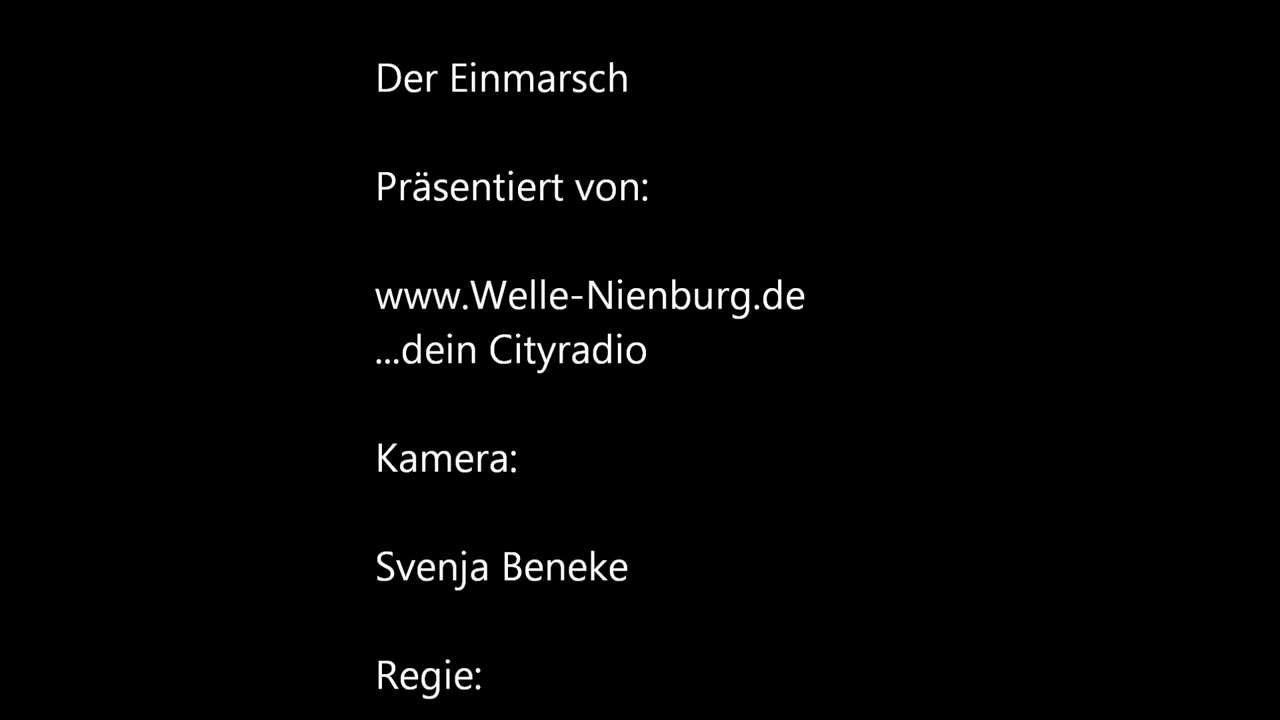 Der Einmarsch
Präsentiert von:
www.Welle-Nienburg.de
...dein Cityradio
Kamera:
Svenja Beneke
Regie: